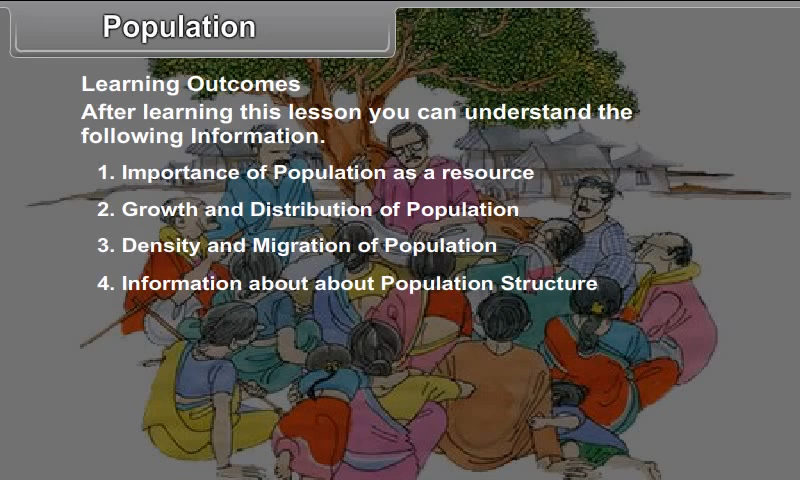 Population
Learning Outcomes
After learning this lesson you can understand the
following Information.
1. Importance of Population as a resource
2. Growth and Distribution of Population
3. Density and Migration of Population
4. Information about about Population Structure